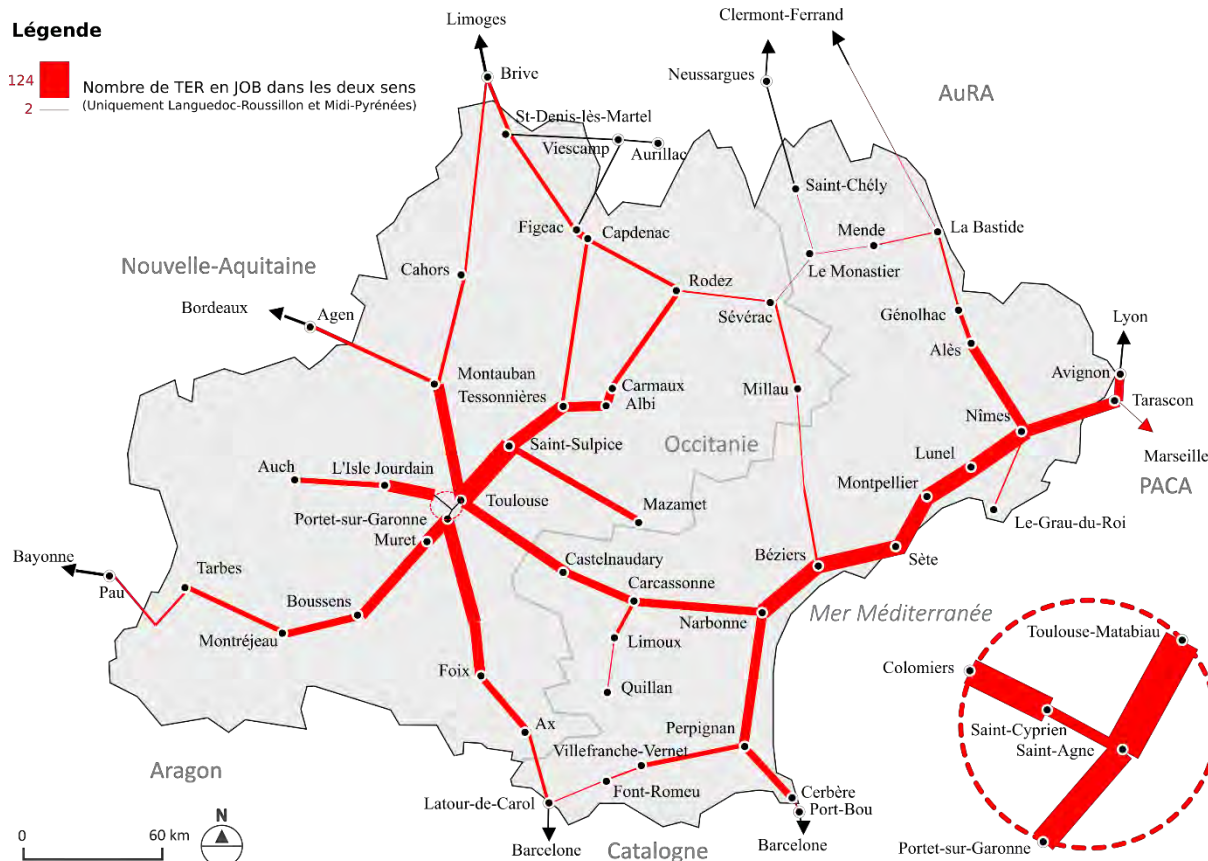 Légende
124
Nombre de TER en JOB dans les deux sens
2
(Uniquement Languedoc-Roussillon et Midi-Pyrénées)
Limoges
Clermont-Ferrand
Brive
Neussargues
AuRA
St-Denis-lès-Martel
Viescamp
Aurillac
Saint-Chély
Figeac
Capdenac
Mende
La Bastide
Le Monastier
Nouvelle-Aquitaine
Cahors
Rodez
Bordeaux
Agen
Sévérac
Génolhac
Lyon
Alès
Avignon
Montauban
Tessonnières
Carmaux
Albi
Millau
Tarascon
Nîmes
Saint-Sulpice
Occitanie
Lunel
Marseille
PACA
Auch
L'Isle Jourdain
Montpellier
Toulouse
Mazamet
Le-Grau-du-Roi
Portet-sur-Garonne
Muret
Bayonne
Castelnaudary
Béziers
Sète
Pau
Tarbes
Carcassonne
Boussens
Narbonne
Mer Méditerranée
Montréjeau
Limoux
Toulouse-Matabiau
Foix
Quillan
Colomiers
Ax
Perpignan
Saint-Cyprien
Villefranche-Vernet
Saint-Agne
Aragon
Font-Romeu
Cerbère
Latour-de-Carol
Port-Bou
N
0
60 km
Barcelone
Catalogne
Barcelone
Portet-sur-Garonne